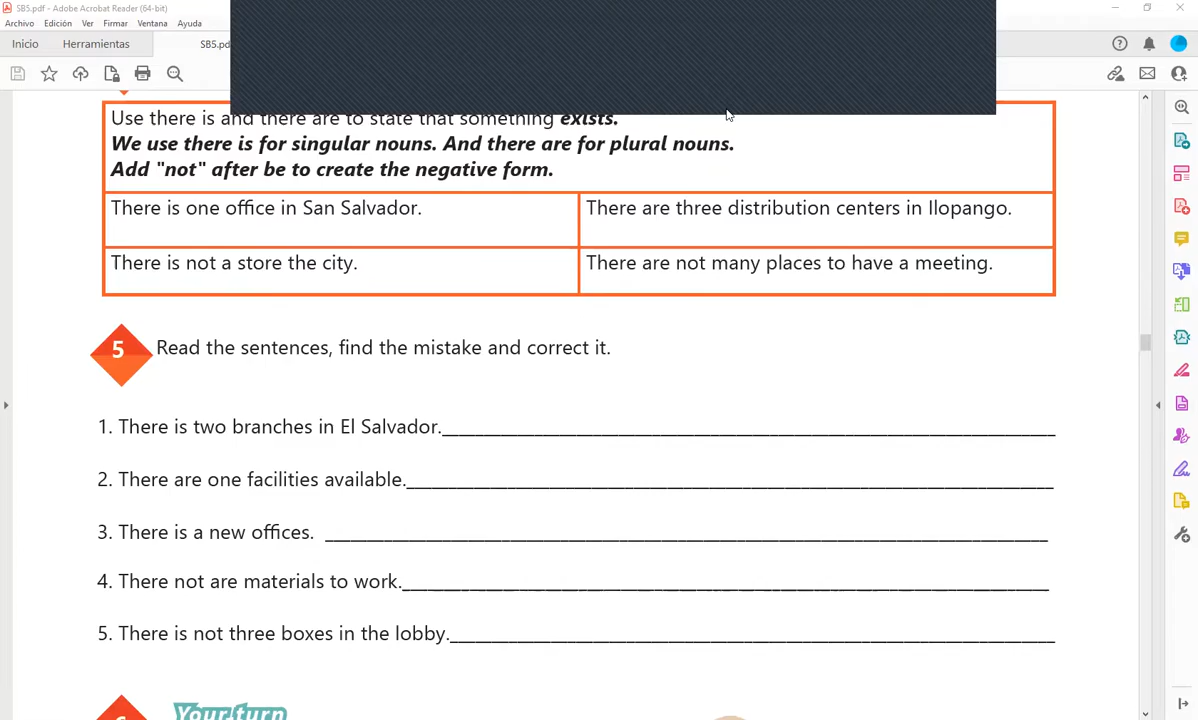 SB5.pdf - Adobe Acrobat Reader (64-bit)
Archivo Edición Ver Firmar Ventana Ayuda
Inicio Herramientas SB5.pd
Use there is and there are to state that something exists.
We use there is for singular nouns. And there are for plural nouns.
Add "not" after be to create the negative form.
There is one office in San Salvador. There are three distribution centers in Ilopango.
There is not a store the city. There are not many places to have a meeting.
5 Read the sentences, find the mistake and correct it.
1. There is two branches in El Salvador.
2. There are one facilities available.
3. There is a new offices.
4. There not are materials to work.
5. There is not three boxes in the lobby.
Your turn